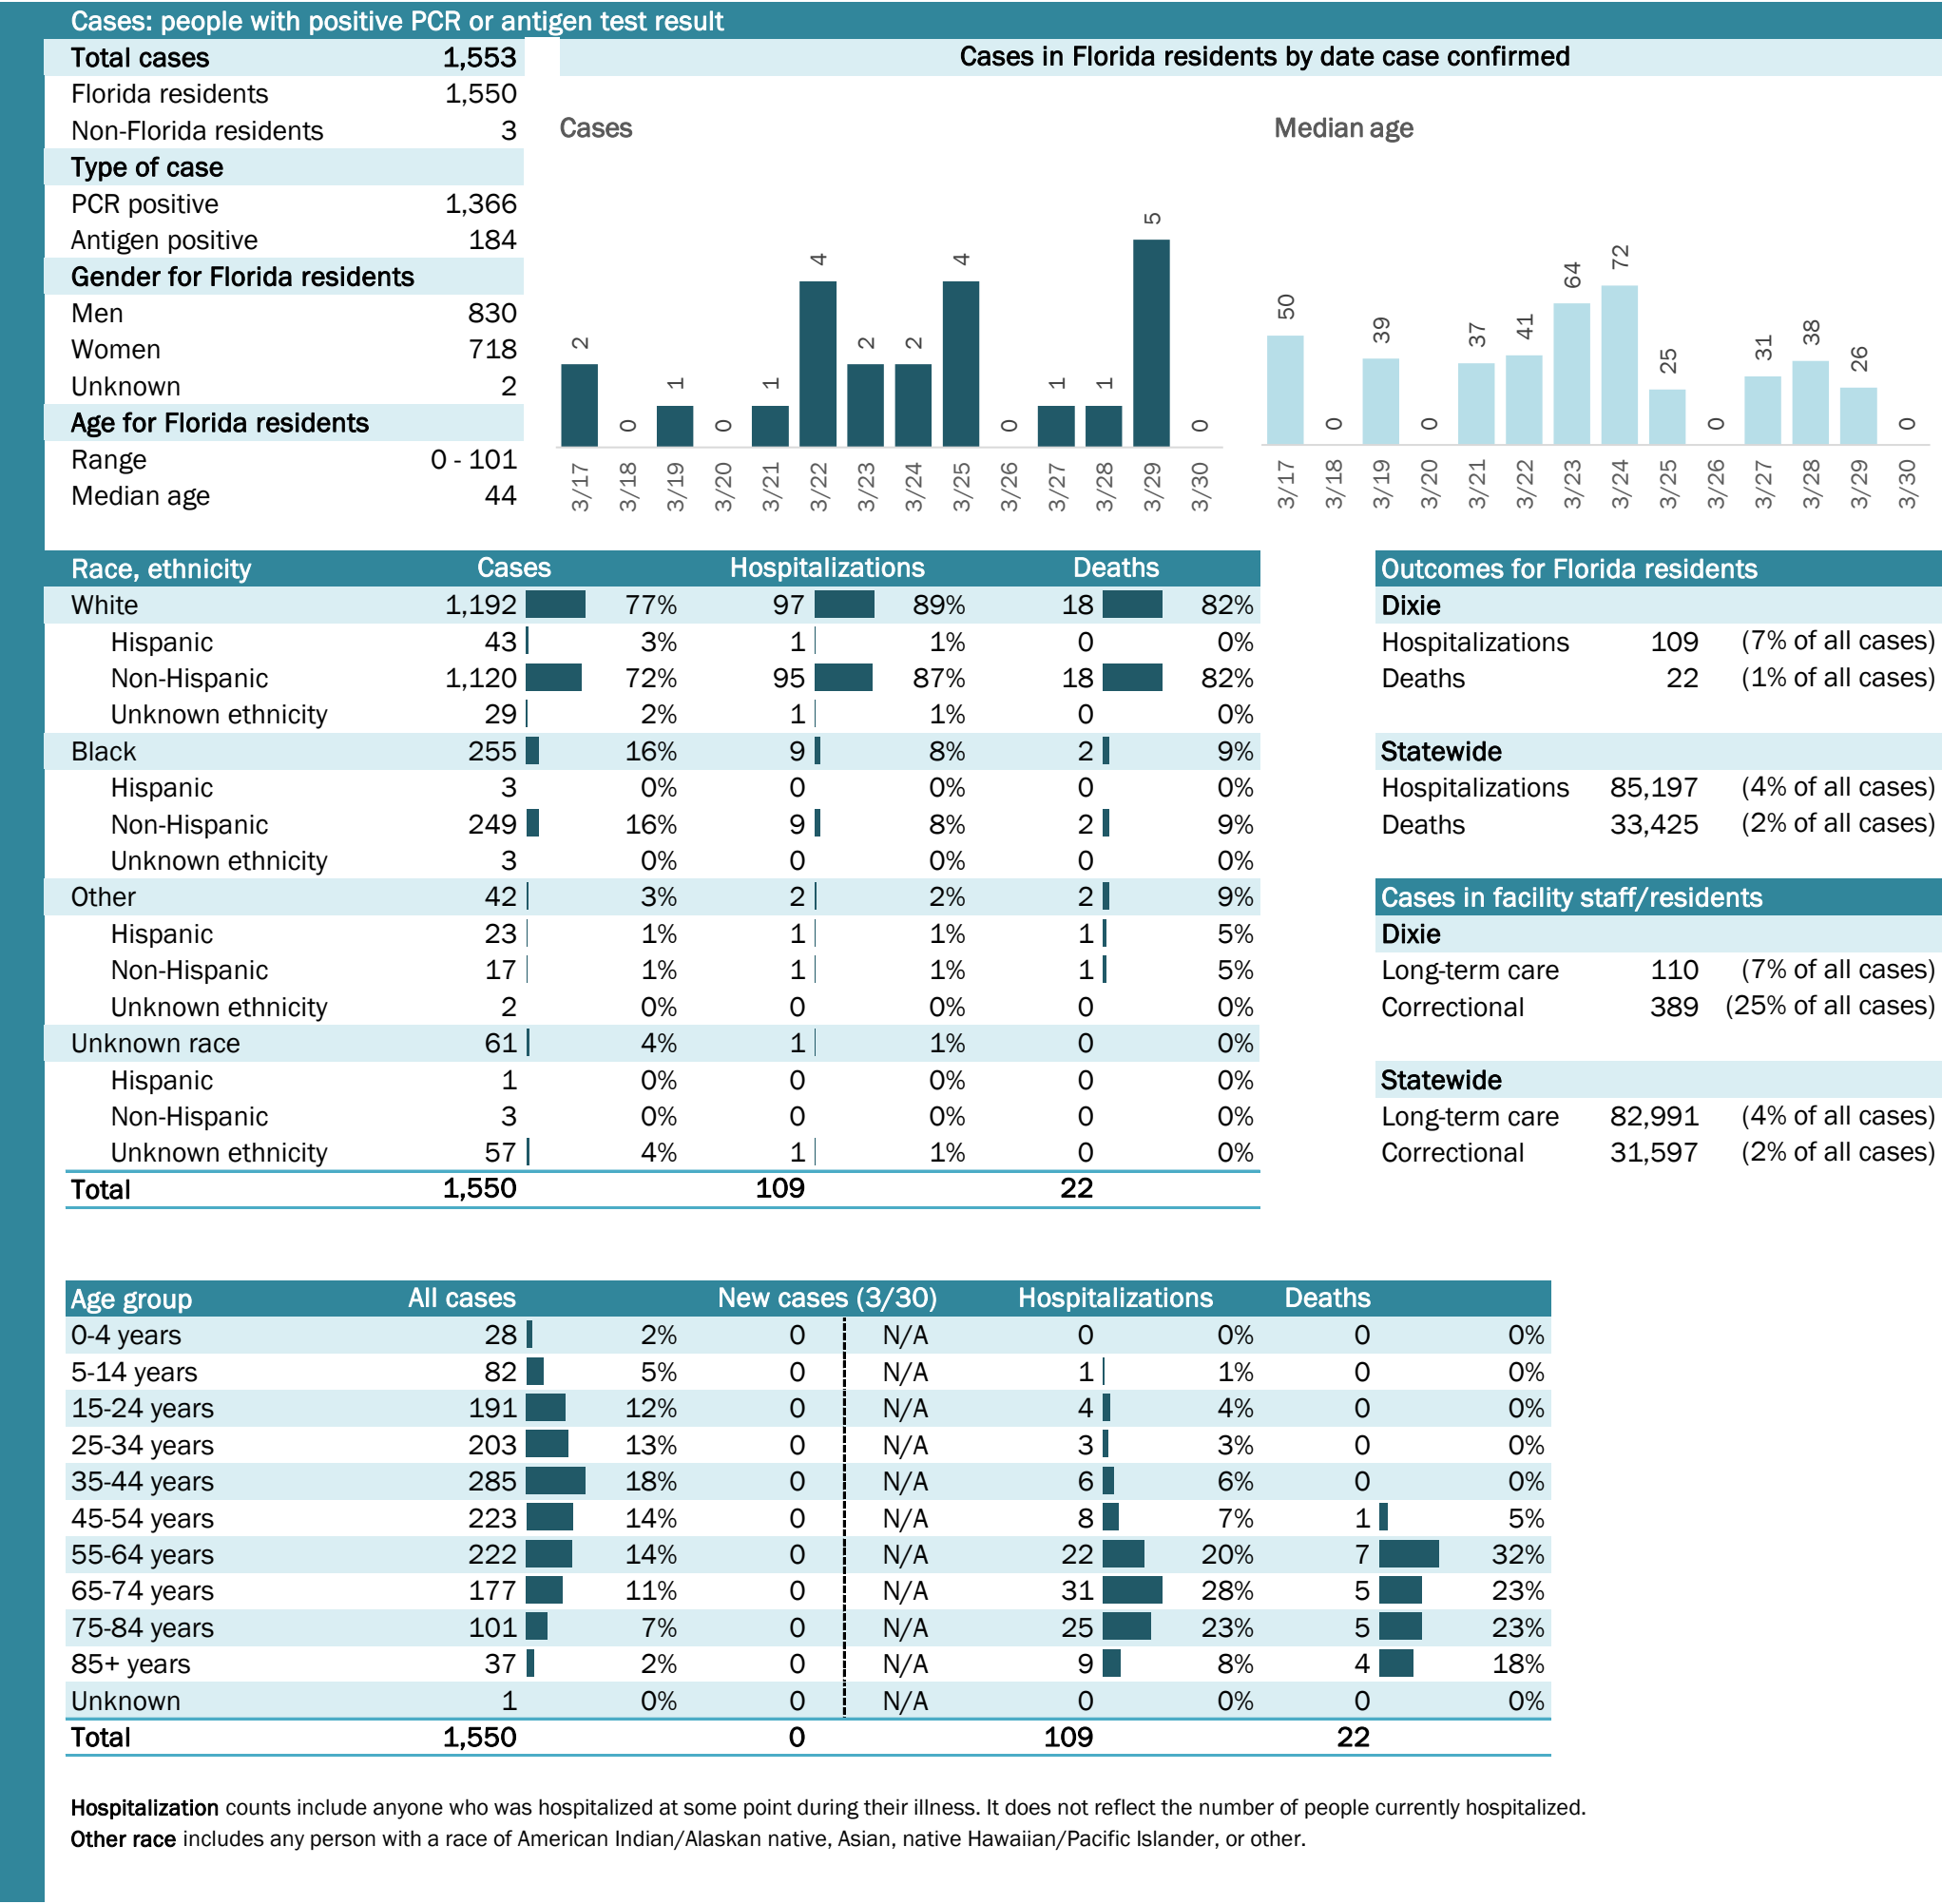 Cases: people with positive PCR or antigen test result
Total cases 1,553
Florida residents 1,550
Non-Florida residents 3
Type of case
PCR positive 1,366
Antigen positive 184
Gender for Florida residents
Men 830
Women 718
Unknown 2
Age for Florida residents
Range 0 - 101
Median age 44
Cases in Florida residents by date case confirmed
Cases
2 0 1 0 1 4 2 2 4 0 1 1 5 0
3/17 3/18 3/19 3/20 3/21 3/22 3/23 3/24 3/25 3/26 3/27 3/28 3/29 3/30
Median age
50 0 39 0 37 41 64 72 25 0 31 38 26 0
3/17 3/18 3/19 3/20 3/21 3/22 3/23 3/24 3/25 3/26 3/27 3/28 3/29 3/30
Race, ethnicity Cases Hospitalizations Deaths
White 1,192 77% 97 89% 18 82%
Hispanic 43 3% 1 1% 0 0%
Non-Hispanic 1,120 72% 95 87% 18 82%
Unknown ethnicity 29 2% 1 1% 0 0%
Black 255 16% 9 8% 2 9%
Hispanic 3 0% 0 0% 0 0%
Non-Hispanic 249 16% 9 8% 2 9%
Unknown ethnicity 3 0% 0 0% 0 0%
Other 42 3% 2 2% 2 9%
Hispanic 23 1% 1 1% 1 5%
Non-Hispanic 17 1% 1 1% 1 5%
Unknown ethnicity 2 0% 0 0% 0 0%
Unknown race 61 4% 1 1% 0 0%
Hispanic 1 0% 0 0% 0 0%
Non-Hispanic 3 0% 0 0% 0 0%
Unknown ethnicity 57 4% 1 1% 0 0%
Total 1,550 109 22
Outcomes for Florida residents
Dixie
Hospitalizations 109 (7% of all cases)
Deaths 22 (1% of all cases)
Statewide
Hospitalizations 85,197 (4% of all cases)
Deaths 33,425 (2% of all cases)
Cases in facility staff/residents
Dixie
Long-term care 110 (7% of all cases)
Correctional 389 (25% of all cases)
Statewide
Long-term care 82,991 (4% of all cases)
Correctional 31,597 (2% of all cases)
Age group All cases New cases (3/30) Hospitalizations Deaths
0-4 years 28 2% 0 N/A 0 0% 0 0%
5-14 years 82 5% 0 N/A 1 1% 0 0%
15-24 years 191 12% 0 N/A 4 4% 0 0%
25-34 years 203 13% 0 N/A 3 3% 0 0%
35-44 years 285 18% 0 N/A 6 6% 0 0%
45-54 years 223 14% 0 N/A 8 7% 1 5%
55-64 years 222 14% 0 N/A 22 20% 7 32%
65-74 years 177 11% 0 N/A 31 28% 5 23%
75-84 years 101 7% 0 N/A 25 23% 5 23%
85+ years 37 2% 0 N/A 9 8% 4 18%
Unknown 1 0% 0 N/A 0 0% 0 0%
Total 1,550 0 109 22
Hospitalization counts include anyone who was hospitalized at some point during their illness. It does not reflect the number of people currently hospitalized.
Other race includes any person with a race of American Indian/Alaskan native, Asian, native Hawaiian/Pacific Islander, or other.